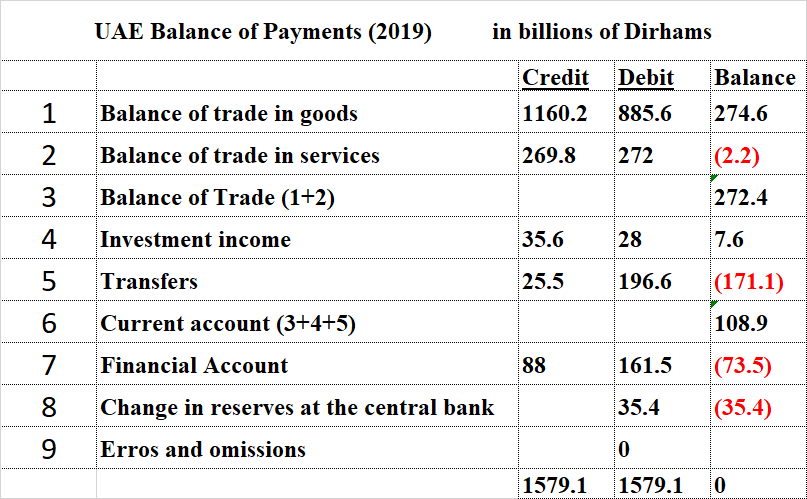 UAE Balance of Payments (2019) in billions of Dirhams
Credit Debit Balance
1 Balance of trade in goods 1160.2 885.6 274.6
2 Balance of trade in services 269.8 272 (2.2)
3 Balance of Trade (1+2) 272.4
4 Investment income 35.6 28 7.6
5 Transfers 25.5 196.6 (171.1)
6 Current account (3+4+5) 108.9
7 Financial Account 88 161.5 (73.5)
8 Change in reserves at the central bank 35.4 (35.4)
9 Erros and omissions 0
1579.1 1579.1 0